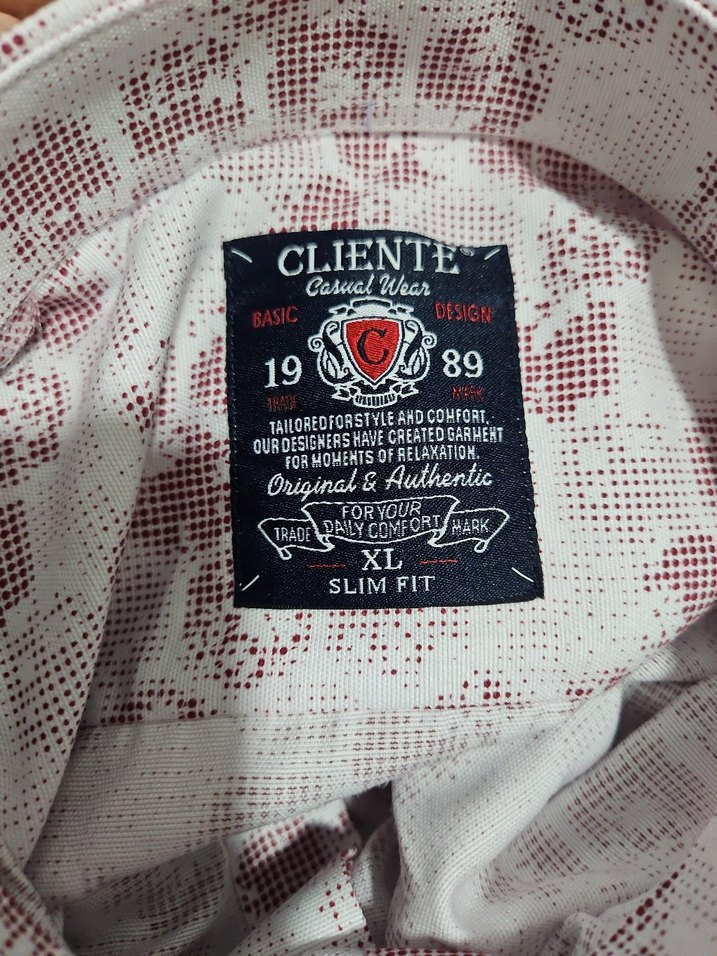 CLIENTE®
Casual Wear
BASIC DESIGN
C
19 89
TRADE MARK
TAILORED FOR STYLE AND COMFORT,
OUR DESIGNERS HAVE CREATED GARMENT
FOR MOMENTS OF RELAXATION.
Original & Authentic
FOR YOUR
TRADE DAILY COMFORT MARK
XL
SLIM FIT